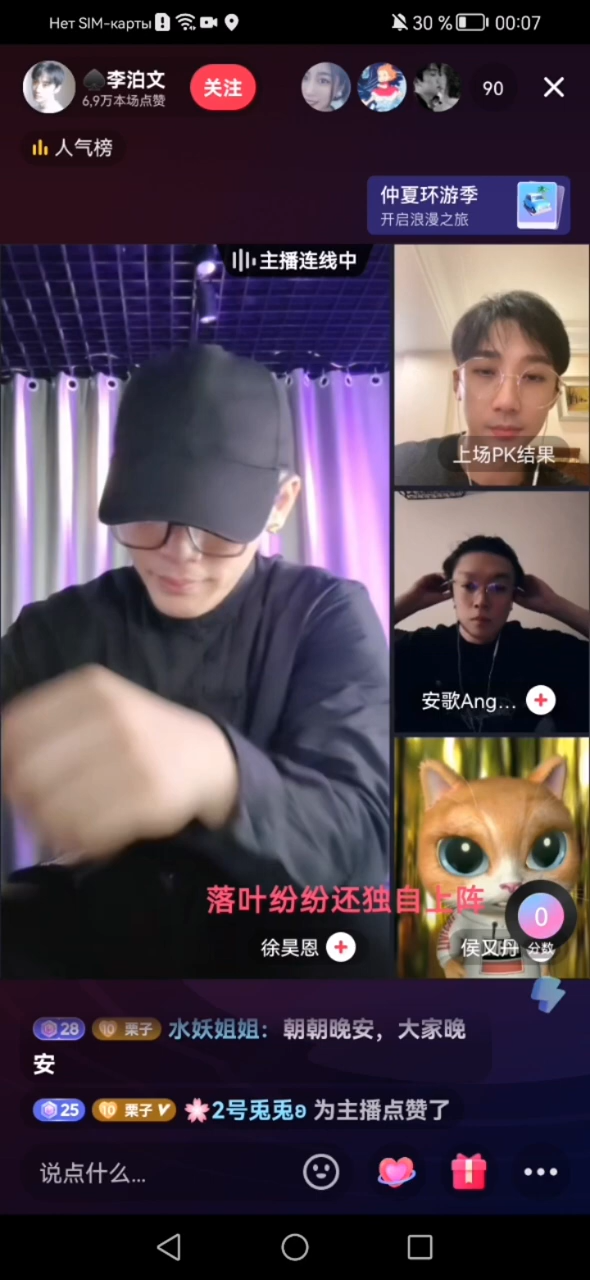 Нет SIM-карты
30 %
00:07
♠李泊文
6,9万本场点赞
关注
90
人气榜
仲夏环游季
开启浪漫之旅
主播连线中
上场PK结果
安歌Ang...
落叶纷纷还独自上阵
0
分数
徐昊恩
侯又丹
28 10 栗子 水妖姐姐：朝朝晚安，大家晚
安
25 10 栗子 🌸2号兎兎ʚ 为主播点赞了
说点什么...